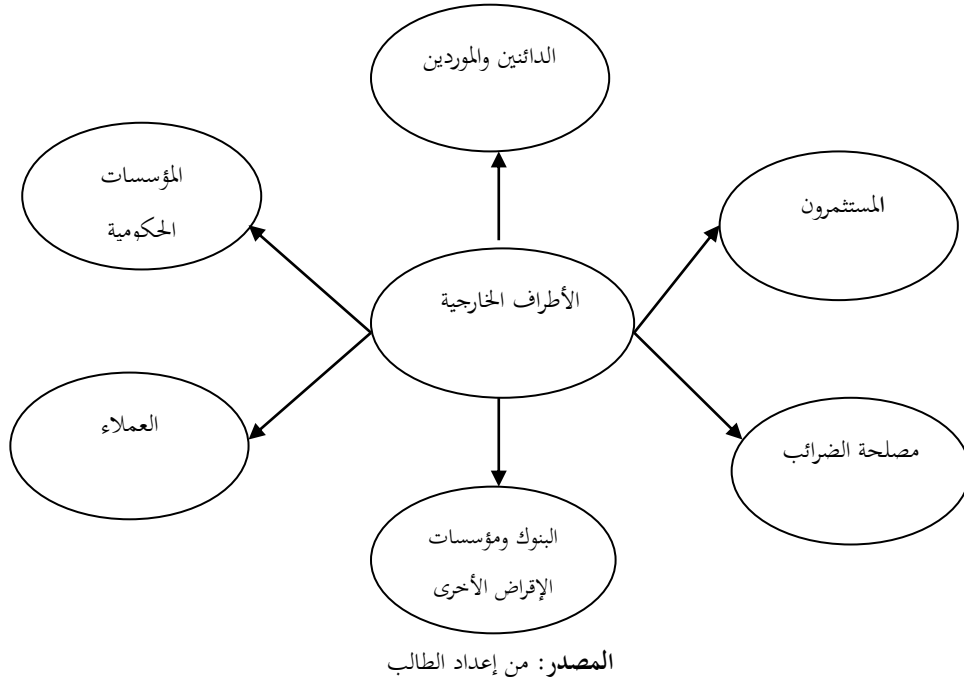 الدائنين والموردين
المؤسسات
الحكومية
المستثمرون
الأطراف الخارجية
العملاء
مصلحة الضرائب
البنوك ومؤسسات
الإقراض الأخرى
المصدر: من إعداد الطالب